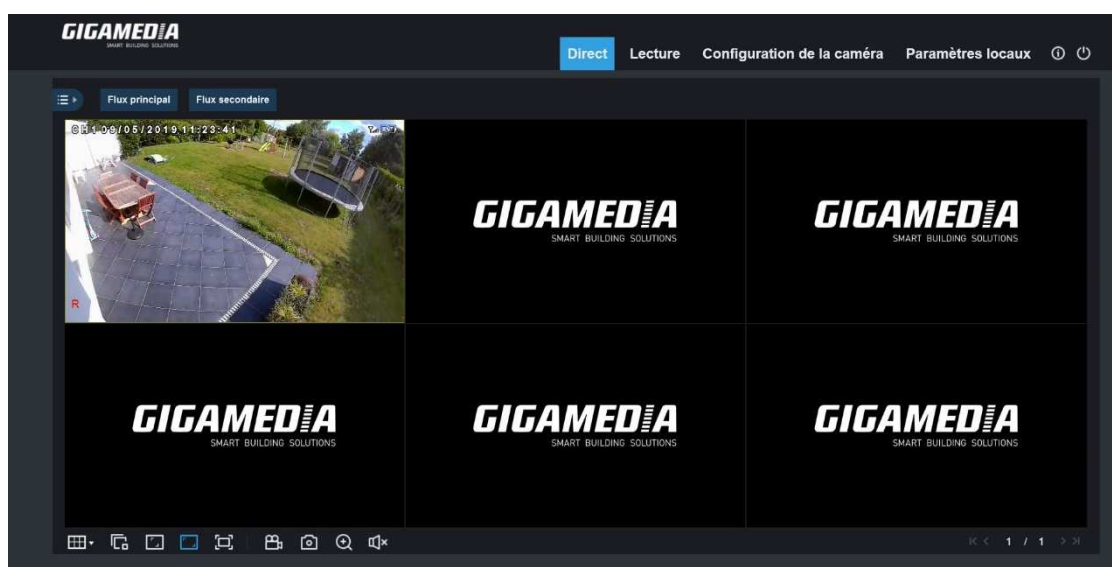 GIGAMEDIA
SMART BUILDING SOLUTIONS
Direct Lecture Configuration de la caméra Paramètres locaux
Flux principal Flux secondaire
CH1 09/05/2019 11:23:41
R
GIGAMEDIA
SMART BUILDING SOLUTIONS
GIGAMEDIA
SMART BUILDING SOLUTIONS
GIGAMEDIA
SMART BUILDING SOLUTIONS
GIGAMEDIA
SMART BUILDING SOLUTIONS
GIGAMEDIA
SMART BUILDING SOLUTIONS
1 / 1